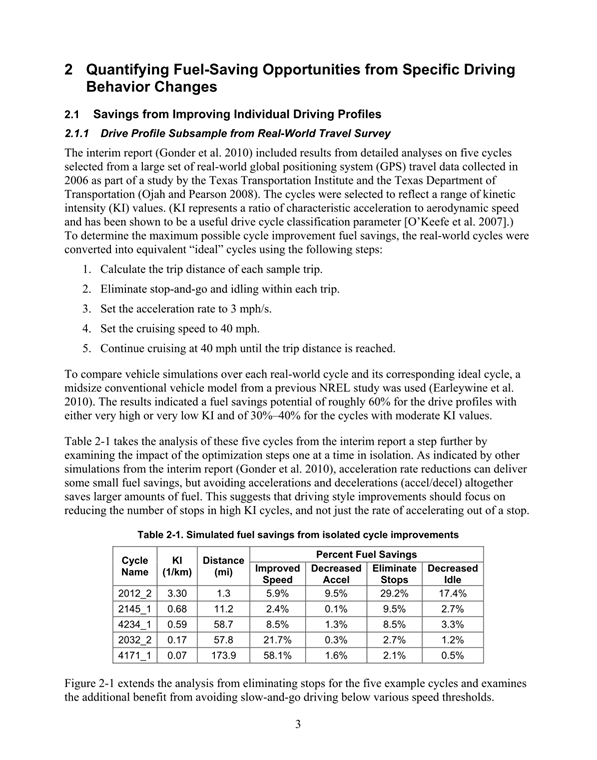 2 Quantifying Fuel-Saving Opportunities from Specific Driving
Behavior Changes
2.1 Savings from Improving Individual Driving Profiles
2.1.1 Drive Profile Subsample from Real-World Travel Survey
The interim report (Gonder et al. 2010) included results from detailed analyses on five cycles
selected from a large set of real-world global positioning system (GPS) travel data collected in
2006 as part of a study by the Texas Transportation Institute and the Texas Department of
Transportation (Ojah and Pearson 2008). The cycles were selected to reflect a range of kinetic
intensity (KI) values. (KI represents a ratio of characteristic acceleration to aerodynamic speed
and has been shown to be a useful drive cycle classification parameter [O'Keefe et al. 2007].)
To determine the maximum possible cycle improvement fuel savings, the real-world cycles were
converted into equivalent "ideal" cycles using the following steps:
1. Calculate the trip distance of each sample trip.
2. Eliminate stop-and-go and idling within each trip.
3. Set the acceleration rate to 3 mph/s.
4. Set the cruising speed to 40 mph.
5. Continue cruising at 40 mph until the trip distance is reached.
To compare vehicle simulations over each real-world cycle and its corresponding ideal cycle, a
midsize conventional vehicle model from a previous NREL study was used (Earleywine et al.
2010). The results indicated a fuel savings potential of roughly 60% for the drive profiles with
either very high or very low KI and of 30%–40% for the cycles with moderate KI values.
Table 2-1 takes the analysis of these five cycles from the interim report a step further by
examining the impact of the optimization steps one at a time in isolation. As indicated by other
simulations from the interim report (Gonder et al. 2010), acceleration rate reductions can deliver
some small fuel savings, but avoiding accelerations and decelerations (accel/decel) altogether
saves larger amounts of fuel. This suggests that driving style improvements should focus on
reducing the number of stops in high KI cycles, and not just the rate of accelerating out of a stop.
Table 2-1. Simulated fuel savings from isolated cycle improvements
Cycle Name KI (1/km) Distance (mi) Percent Fuel Savings
Improved Speed Decreased Accel Eliminate Stops Decreased Idle
2012_2 3.30 1.3 5.9% 9.5% 29.2% 17.4%
2145_1 0.68 11.2 2.4% 0.1% 9.5% 2.7%
4234_1 0.59 58.7 8.5% 1.3% 8.5% 3.3%
2032_2 0.17 57.8 21.7% 0.3% 2.7% 1.2%
4171_1 0.07 173.9 58.1% 1.6% 2.1% 0.5%
Figure 2-1 extends the analysis from eliminating stops for the five example cycles and examines
the additional benefit from avoiding slow-and-go driving below various speed thresholds.
3